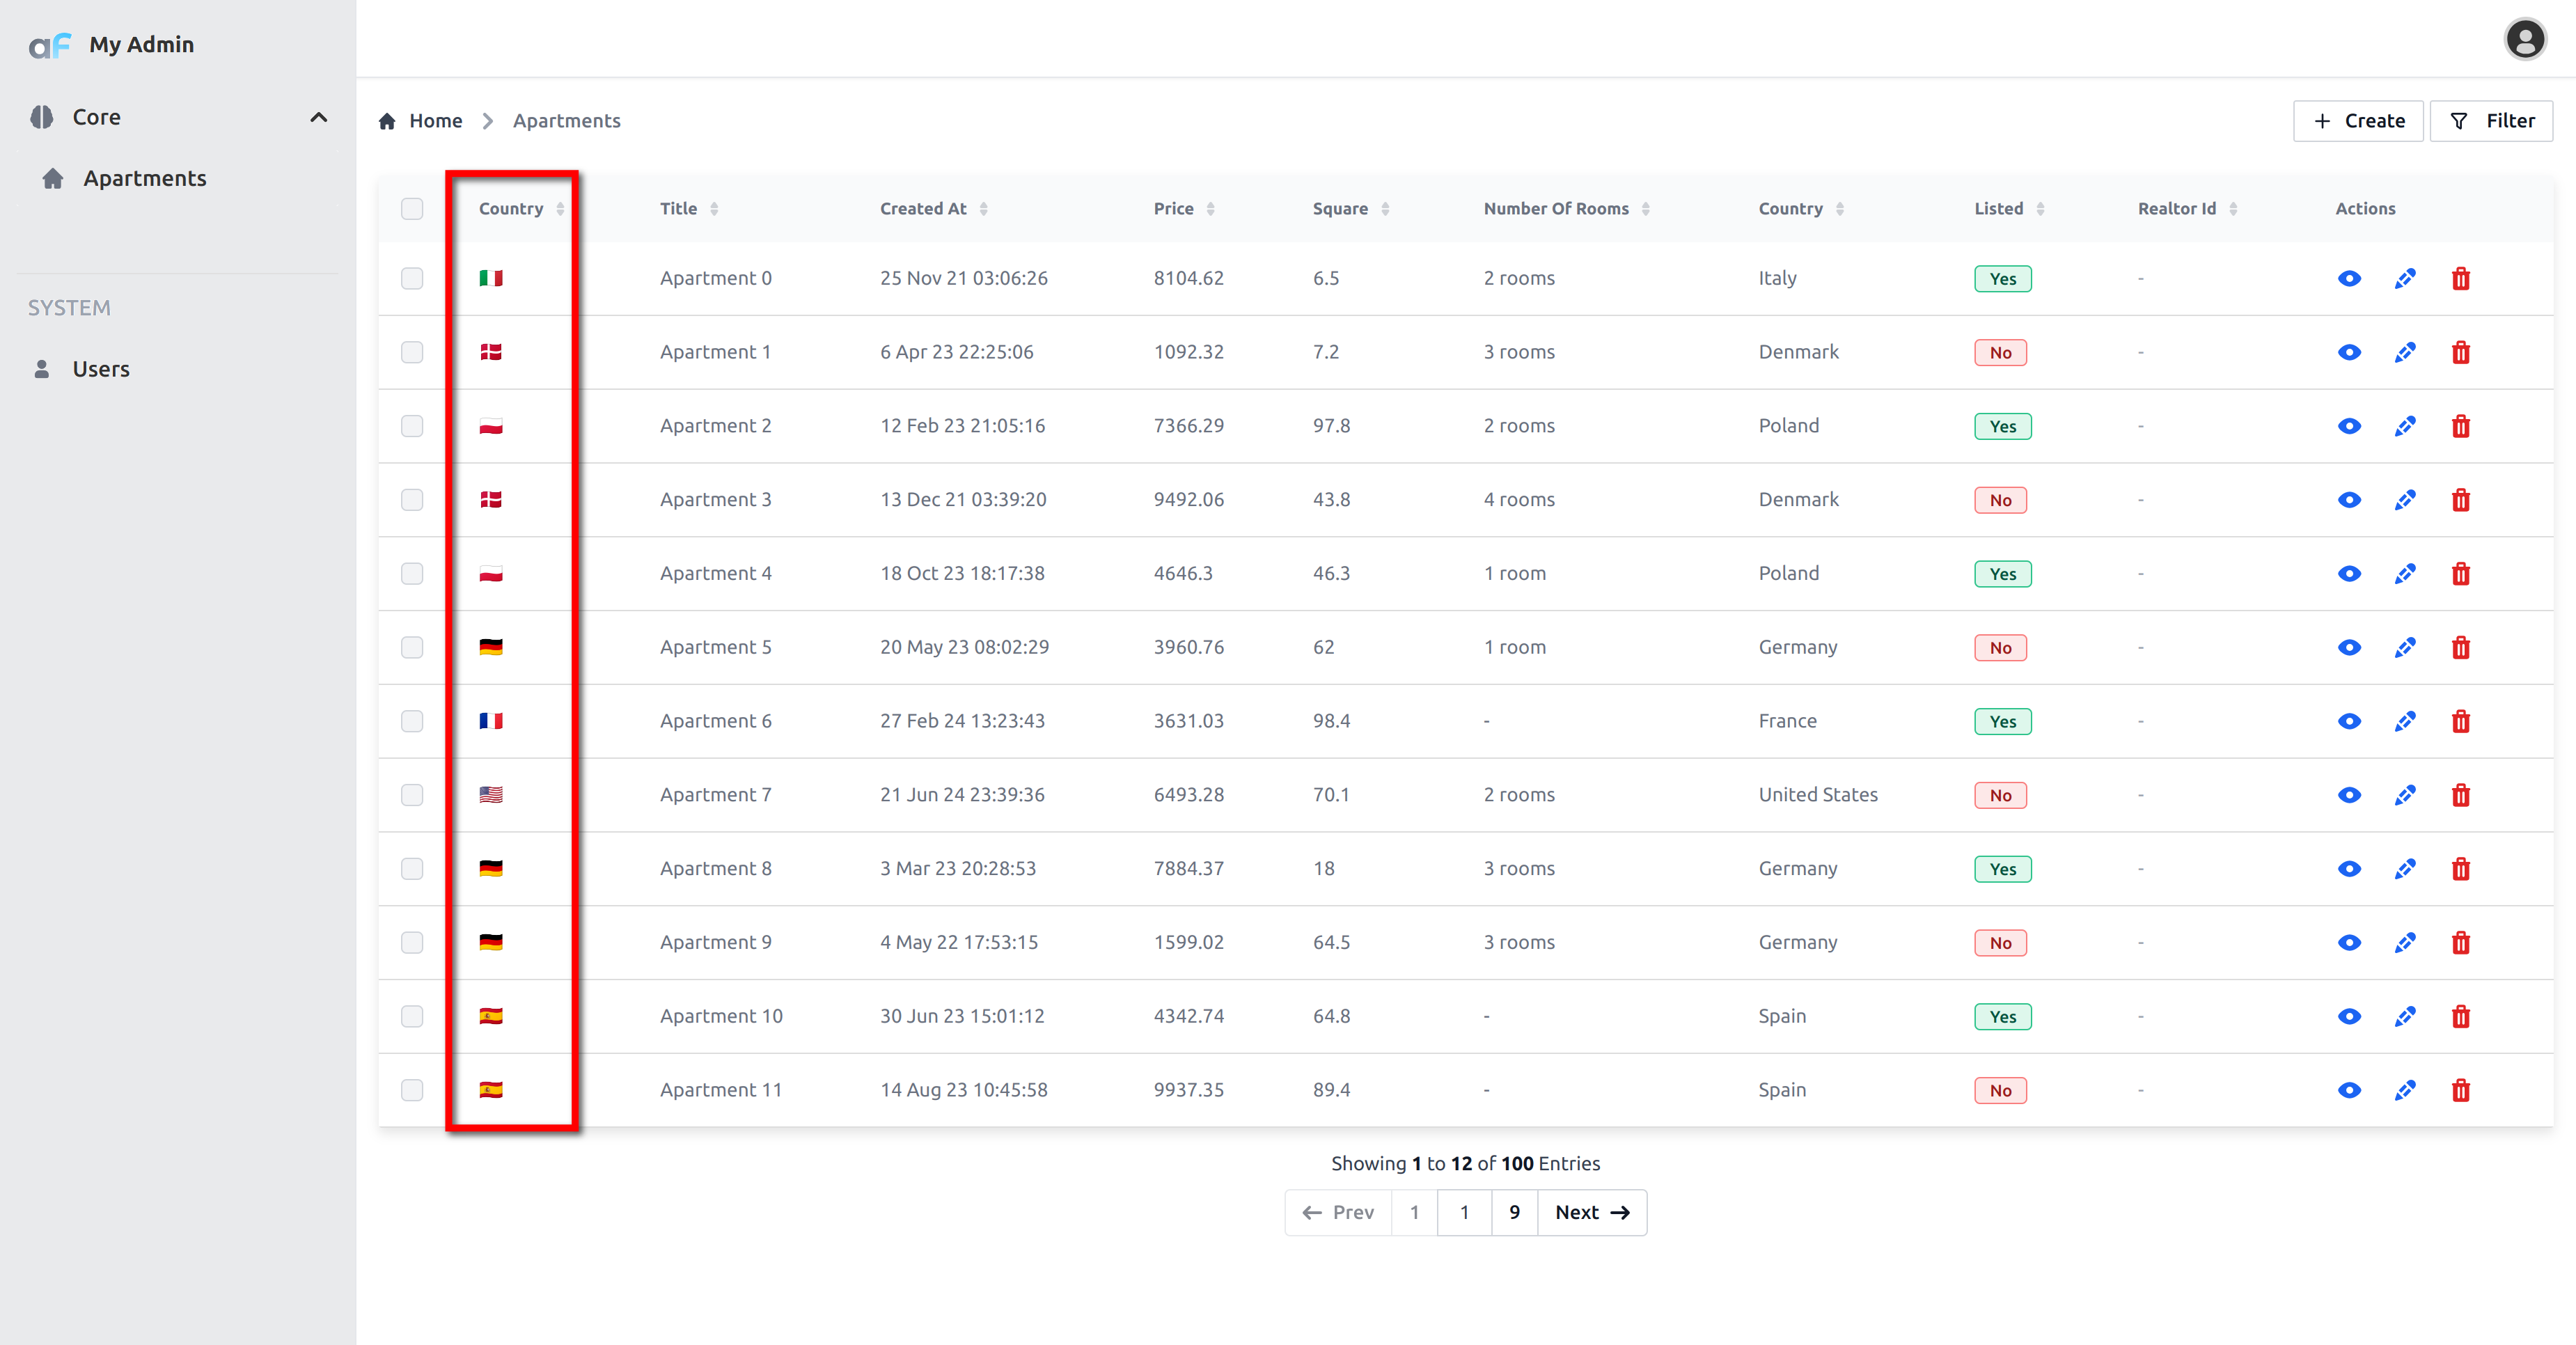 aF My Admin
Core
Apartments
SYSTEM
Users
Home Apartments
Create Filter
Country Title Created At Price Square Number Of Rooms Country Listed Realtor Id Actions
Apartment 0 25 Nov 21 03:06:26 8104.62 6.5 2 rooms Italy Yes -
Apartment 1 6 Apr 23 22:25:06 1092.32 7.2 3 rooms Denmark No -
Apartment 2 12 Feb 23 21:05:16 7366.29 97.8 2 rooms Poland Yes -
Apartment 3 13 Dec 21 03:39:20 9492.06 43.8 4 rooms Denmark No -
Apartment 4 18 Oct 23 18:17:38 4646.3 46.3 1 room Poland Yes -
Apartment 5 20 May 23 08:02:29 3960.76 62 1 room Germany No -
Apartment 6 27 Feb 24 13:23:43 3631.03 98.4 - France Yes -
Apartment 7 21 Jun 24 23:39:36 6493.28 70.1 2 rooms United States No -
Apartment 8 3 Mar 23 20:28:53 7884.37 18 3 rooms Germany Yes -
Apartment 9 4 May 22 17:53:15 1599.02 64.5 3 rooms Germany No -
Apartment 10 30 Jun 23 15:01:12 4342.74 64.8 - Spain Yes -
Apartment 11 14 Aug 23 10:45:58 9937.35 89.4 - Spain No -
Showing 1 to 12 of 100 Entries
Prev 1 1 9 Next